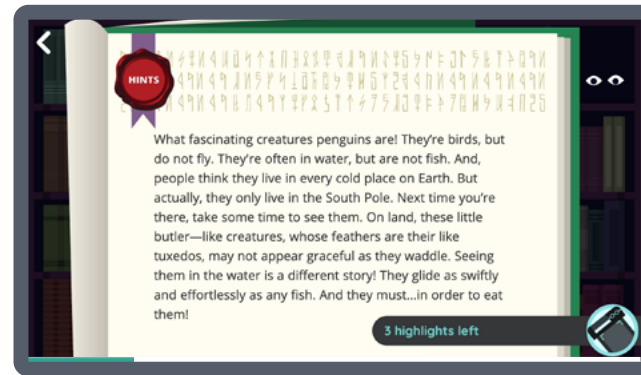 HINTS
What fascinating creatures penguins are! They're birds, but
do not fly. They're often in water, but are not fish. And,
people think they live in every cold place on Earth. But
actually, they only live in the South Pole. Next time you're
there, take some time to see them. On land, these little
butler—like creatures, whose feathers are their like
tuxedos, may not appear graceful as they waddle. Seeing
them in the water is a different story! They glide as swiftly
and effortlessly as any fish. And they must...in order to eat
them!
3 highlights left